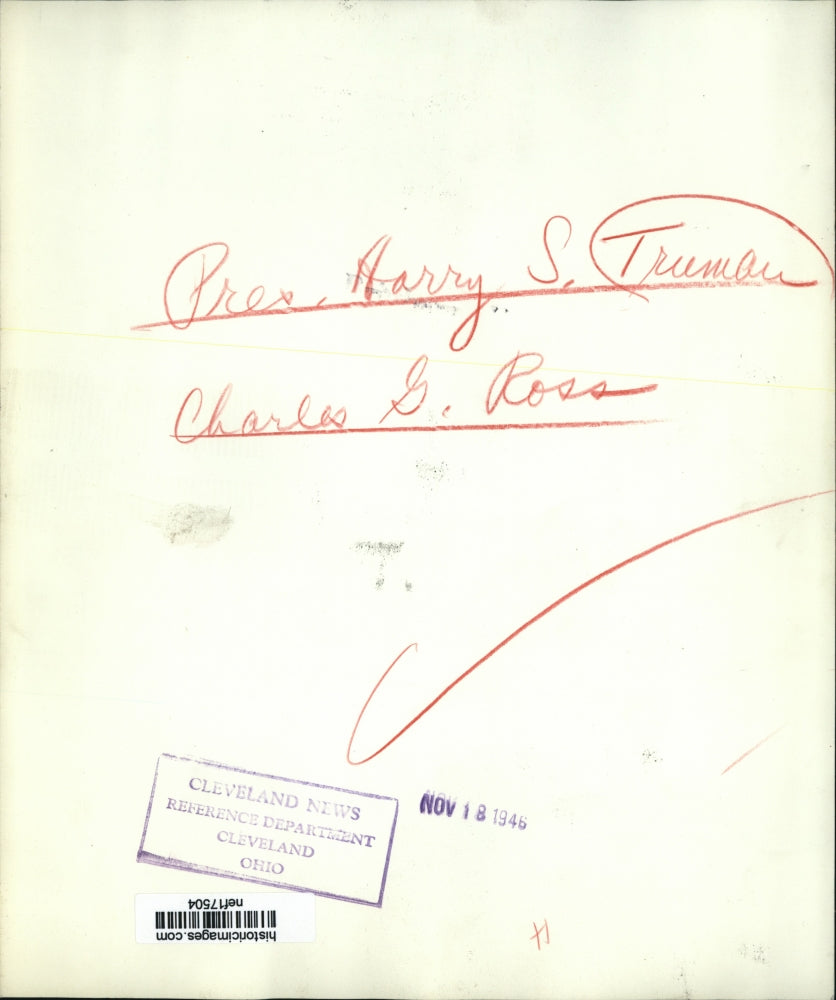 Pres. Harry S. Truman
Charles G. Ross
CLEVELAND NEWS
REFERENCE DEPARTMENT
CLEVELAND
OHIO
NOV 18 1946
historicimages.com
nef17504